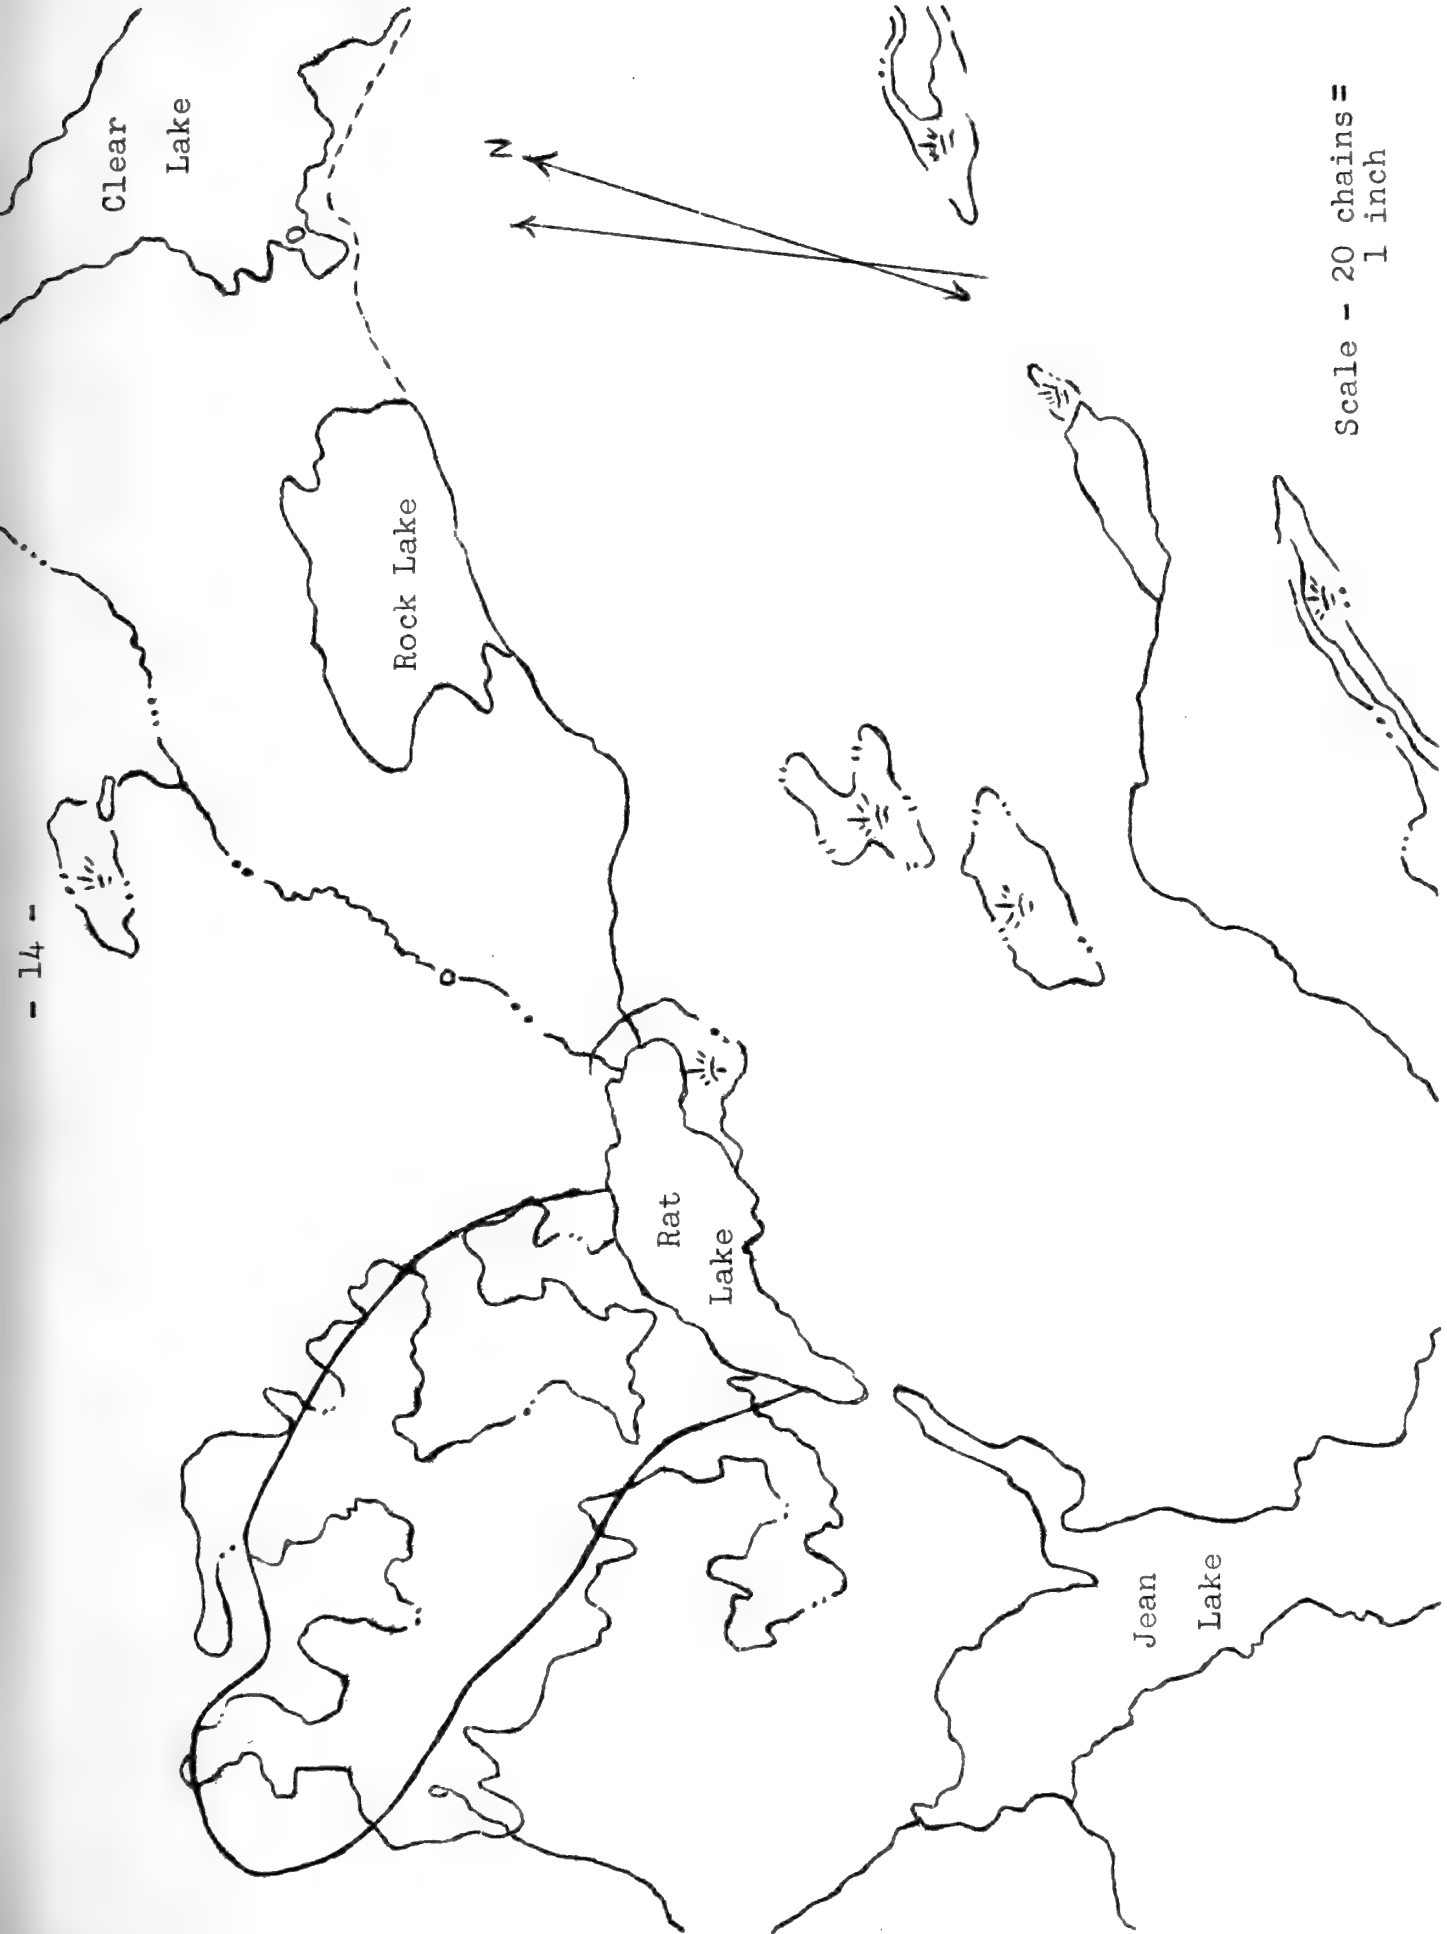 - 14 -
Clear
Lake
N
Rock Lake
Rat
Lake
Jean
Lake
Scale - 20 chains =
1 inch